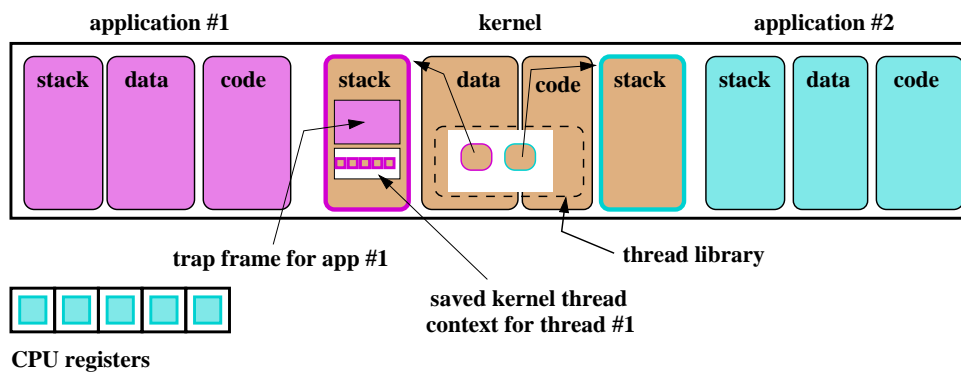 application #1
kernel
application #2
stack
data
code
stack
data
code
stack
stack
data
code
trap frame for app #1
thread library
saved kernel thread
context for thread #1
CPU registers